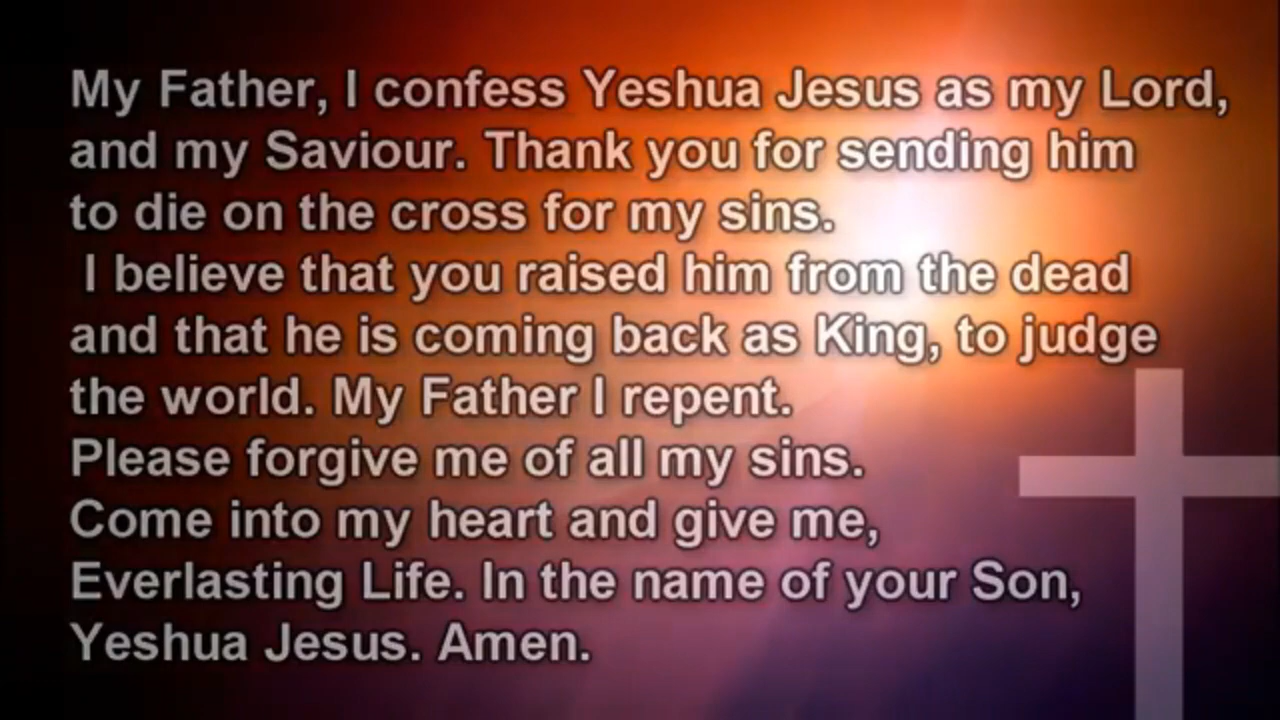 My Father, I confess Yeshua Jesus as my Lord,
and my Saviour. Thank you for sending him
to die on the cross for my sins.
I believe that you raised him from the dead
and that he is coming back as King, to judge
the world. My Father I repent.
Please forgive me of all my sins.
Come into my heart and give me,
Everlasting Life. In the name of your Son,
Yeshua Jesus. Amen.